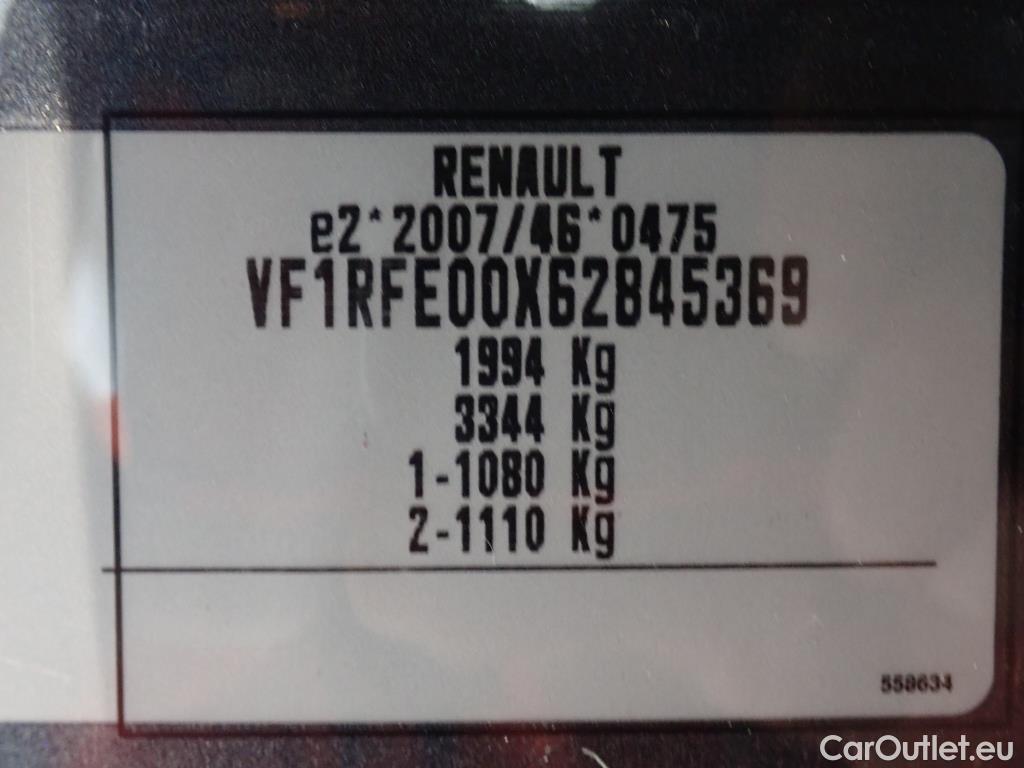 RENAULT
e2*2007/46*0475
VF1RFE00X62845369
1994 Kg
3344 Kg
1-1080 Kg
2-1110 Kg
558634
CarOutlet.eu